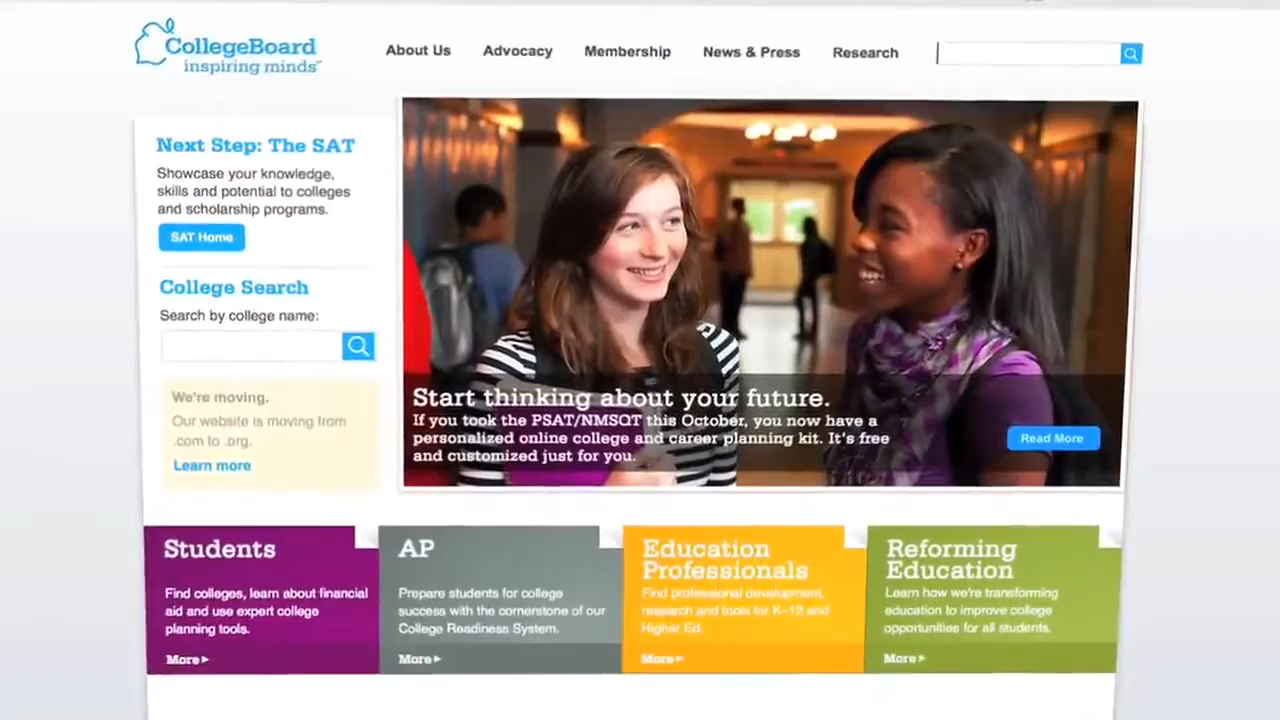 CollegeBoard
inspiring minds™
About Us
Advocacy
Membership
News & Press
Research
Next Step: The SAT
Showcase your knowledge,
skills and potential to colleges
and scholarship programs.
SAT Home
College Search
Search by college name:
We're moving.
Our website is moving from
.com to .org.
Learn more
Start thinking about your future.
If you took the PSAT/NMSQT this October, you now have a
personalized online college and career planning kit. It's free
and customized just for you.
Read More
Students
Find colleges, learn about financial
aid and use expert college
planning tools.
More ▸
AP
Prepare students for college
success with the cornerstone of our
College Readiness System.
More ▸
Education
Professionals
Find professional development,
research and tools for K–12 and
Higher Ed.
More ▸
Reforming
Education
Learn how we're transforming
education to improve college
opportunities for all students.
More ▸